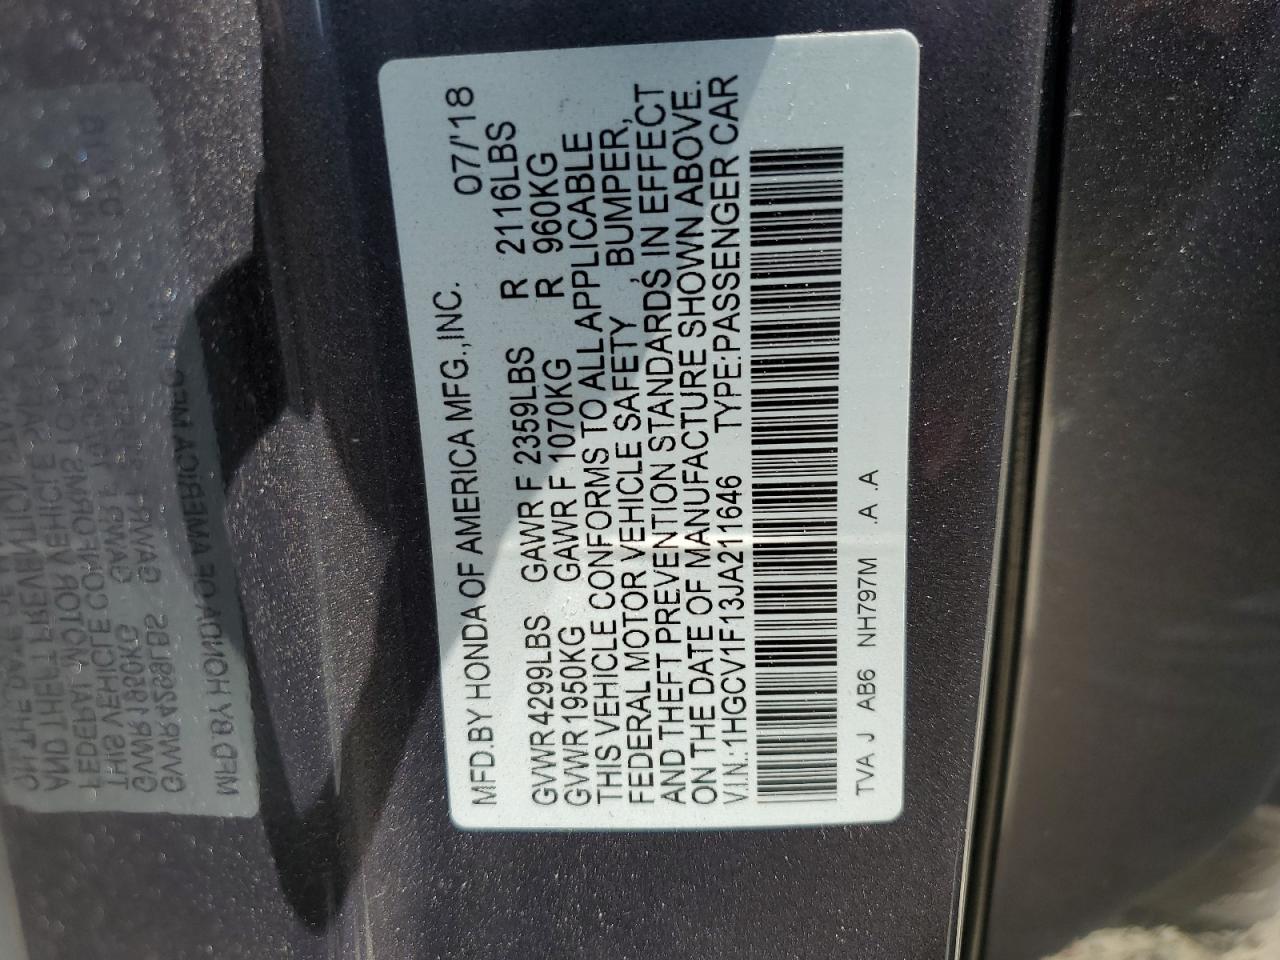 MFD.BY HONDA OF AMERICA MFG.,INC. 07/'18
GVWR 4299LBS GAWR F 2359LBS R 2116LBS
GVWR 1950KG GAWR F 1070KG R 960KG
THIS VEHICLE CONFORMS TO ALL APPLICABLE
FEDERAL MOTOR VEHICLE SAFETY , BUMPER,
AND THEFT PREVENTION STANDARDS, IN EFFECT
ON THE DATE OF MANUFACTURE SHOWN ABOVE.
V.I.N.: 1HGCV1F13JA211646 TYPE:PASSENGER CAR
TVA J AB6 NH797M .A .A